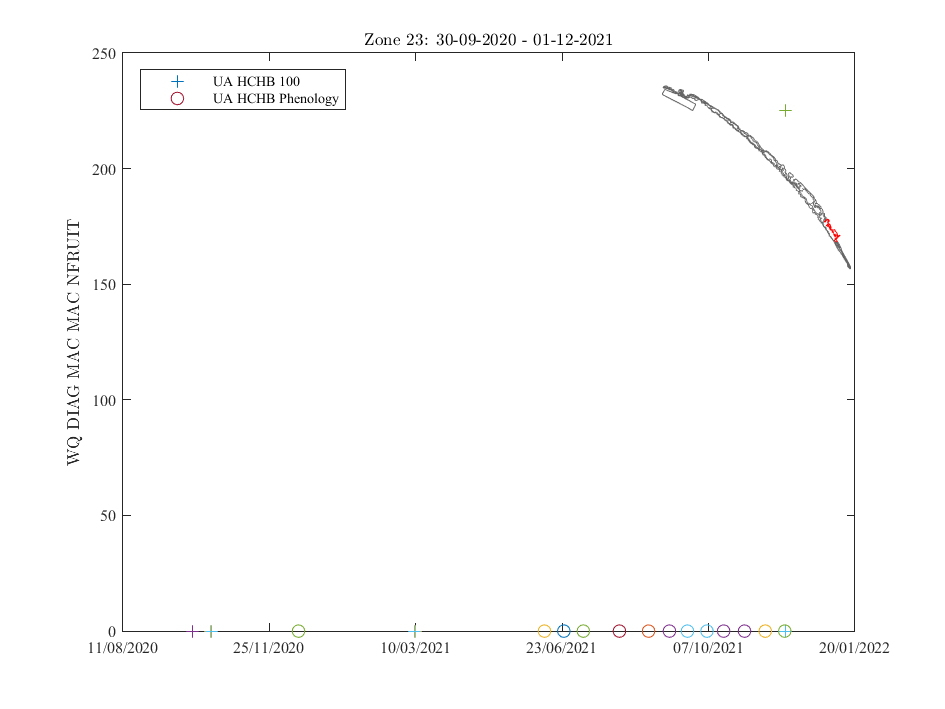 Zone 23: 30-09-2020 - 01-12-2021
250
UA HCHB 100
UA HCHB Phenology
200
150
100
50
0
WQ DIAG MAC MAC NFRUIT
11/08/2020 25/11/2020 10/03/2021 23/06/2021 07/10/2021 20/01/2022